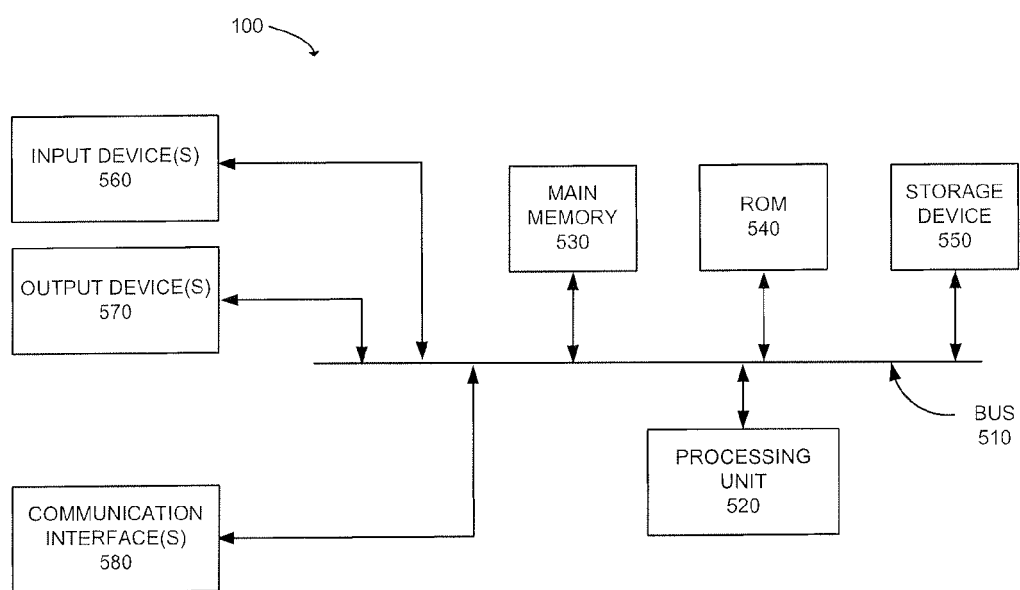 100
INPUT DEVICE(S)
560
MAIN
MEMORY
530
ROM
540
STORAGE
DEVICE
550
OUTPUT DEVICE(S)
570
BUS
510
PROCESSING
UNIT
520
COMMUNICATION
INTERFACE(S)
580